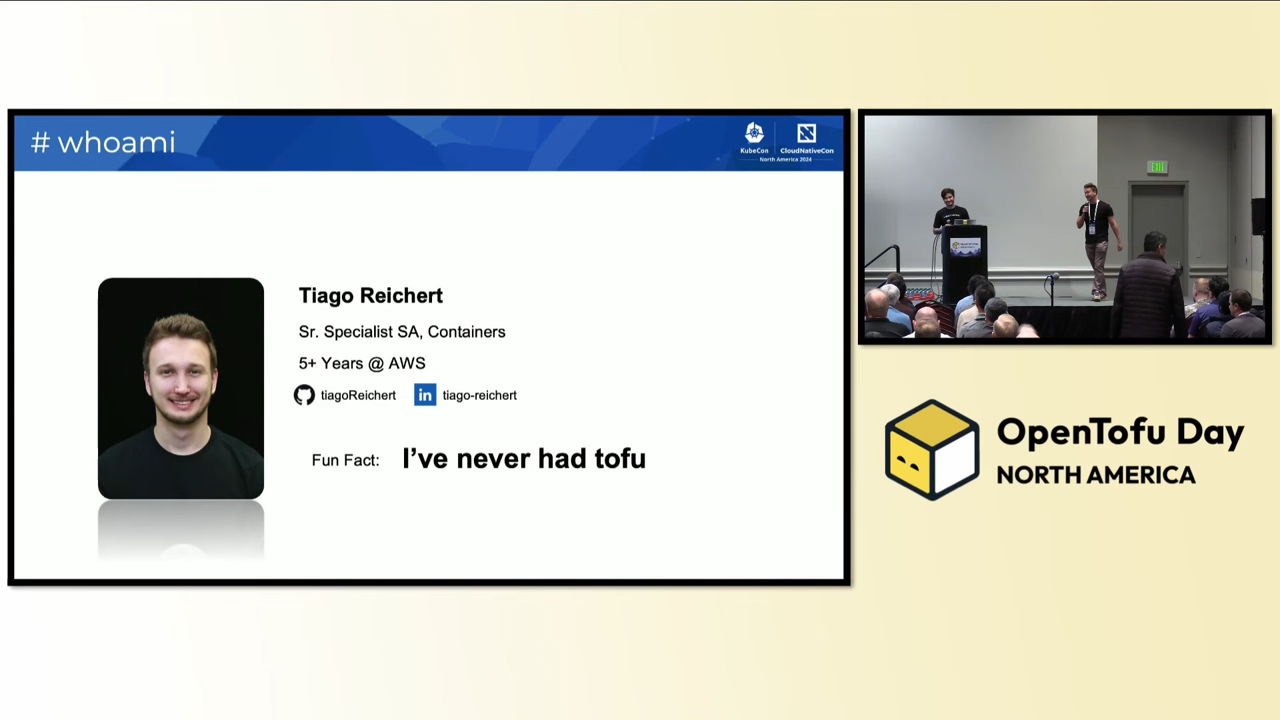 # whoami
KubeCon
CloudNativeCon
North America 2024
Tiago Reichert
Sr. Specialist SA, Containers
5+ Years @ AWS
tiagoReichert
in
tiago-reichert
Fun Fact: I've never had tofu
EXIT
OpenTofu Day
NORTH AMERICA